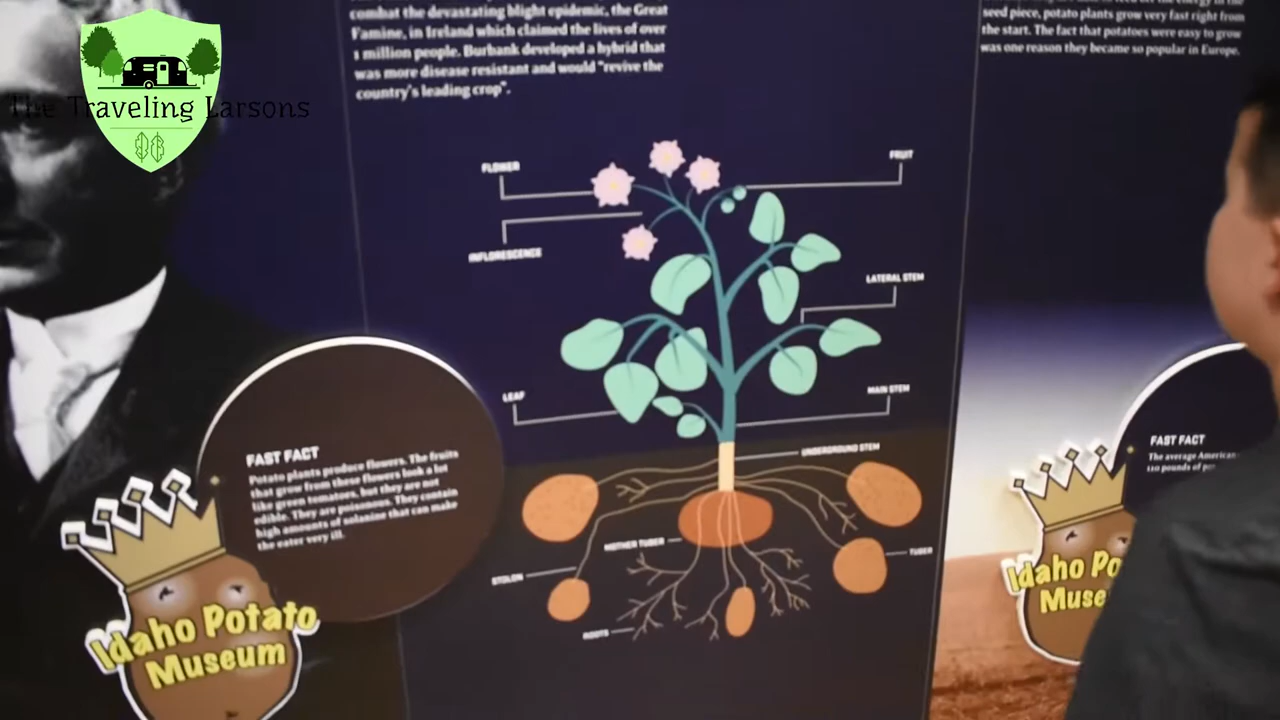 The Traveling Larsons
combat the devastating blight epidemic, the Great
Famine, in Ireland which claimed the lives of over
1 million people. Burbank developed a hybrid that
was more disease resistant and would "revive the
country's leading crop".
seed piece, potato plants grow very fast right from
the start. The fact that potatoes were easy to grow
was one reason they became so popular in Europe.
FLOWER
FRUIT
INFLORESCENCE
LATERAL STEM
LEAF
MAIN STEM
UNDERGROUND STEM
MOTHER TUBER
TUBER
STOLON
ROOTS
FAST FACT
Potato plants produce flowers. The fruits
that grow from these flowers look a lot
like green tomatoes, but they are not
edible. They are poisonous. They contain
high amounts of solanine that can make
the eater very ill.
Idaho Potato
Museum
FAST FACT
The average American
110 pounds of
Idaho Po
Muse